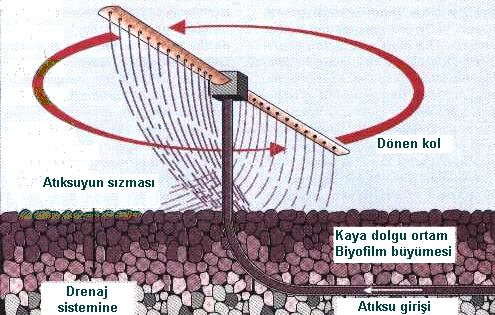 Dönen kol
Atıksuyun sızması
Kaya dolgu ortam
Biyofilm büyümesi
Drenaj
sistemine
Atıksu girişi